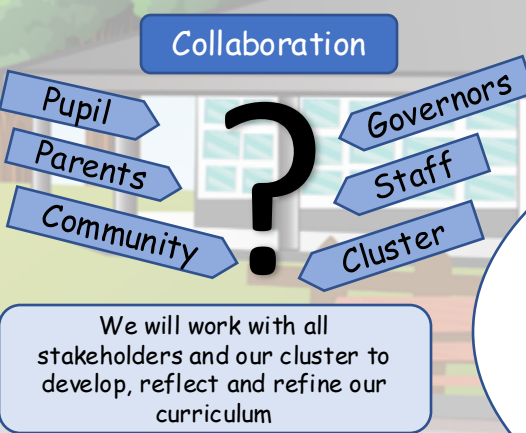 Collaboration
Pupil
Parents
Community
?
Governors
Staff
Cluster
We will work with all
stakeholders and our cluster to
develop, reflect and refine our
curriculum